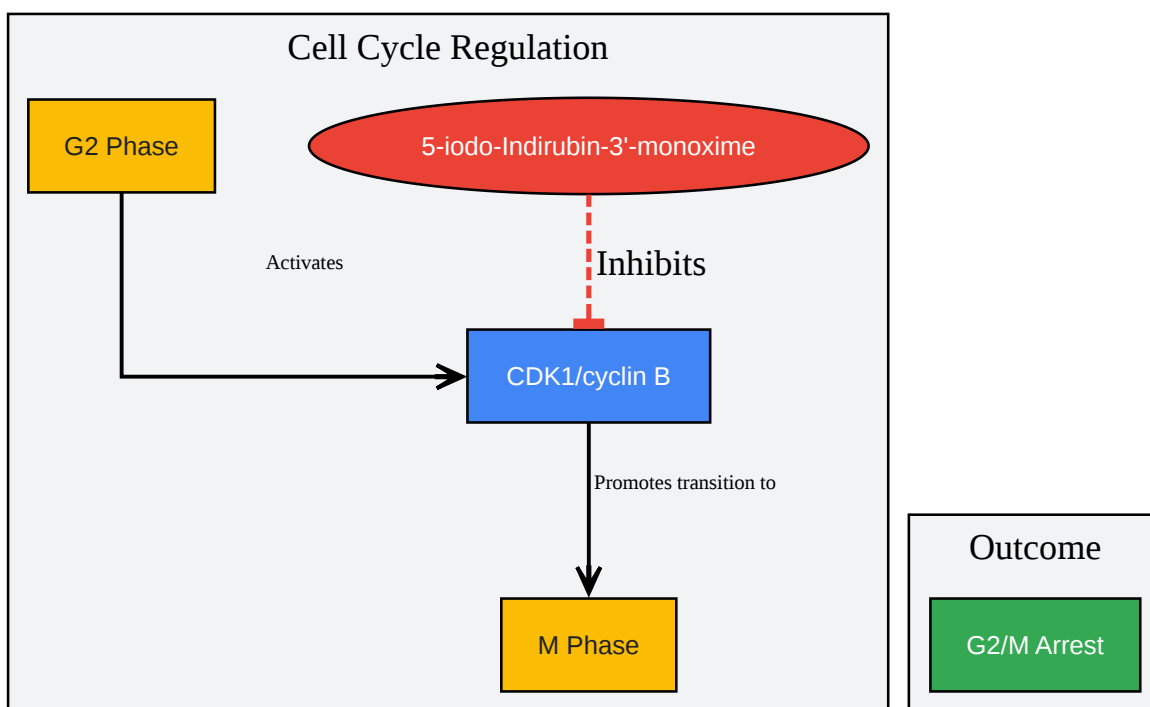 Cell Cycle Regulation
G2 Phase
5-iodo-Indirubin-3'-monoxime
Activates
Inhibits
CDK1/cyclin B
Promotes transition to
M Phase
Outcome
G2/M Arrest